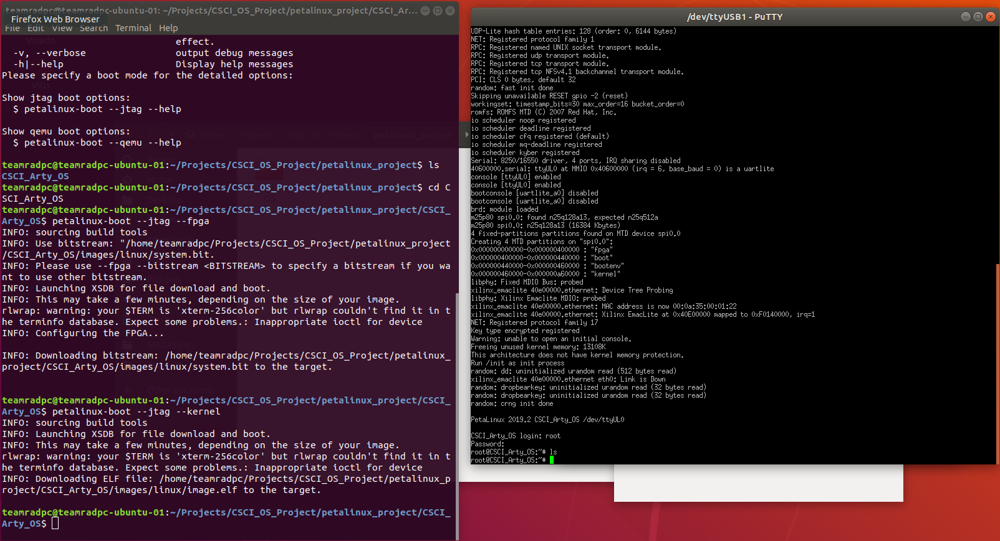 teamradpc@teamradpc-ubuntu-01: ~/Projects/CSCI_OS_Project/petalinux_project/CSCI_Ar...
Firefox Web Browser
File Edit View Search Terminal Help
Vivado
effect.
-v, --verbose output debug messages
-h|--help Display help messages
Please specify a boot mode for the detailed options:
Vitis
Show jtag boot options:
$ petalinux-boot --jtag --help
Show qemu boot options:
Home Projects CSCI_OS_Project petalinux_project
$ petalinux-boot --qemu --help
teamradpc@teamradpc-ubuntu-01:~/Projects/CSCI_OS_Project/petalinux_project$ ls
CSCI_Arty_OS
Home
teamradpc@teamradpc-ubuntu-01:~/Projects/CSCI_OS_Project/petalinux_project$ cd C
SCI_Arty_OS
Desktop
teamradpc@teamradpc-ubuntu-01:~/Projects/CSCI_OS_Project/petalinux_project/CSCI_
Arty_OS$ petalinux-boot --jtag --fpga
INFO: sourcing build tools
INFO: Use bitstream: "/home/teamradpc/Projects/CSCI_OS_Project/petalinux_project
/CSCI_Arty_OS/images/linux/system.bit.
INFO: Please use --fpga --bitstream <BITSTREAM> to specify a bitstream if you wa
nt to use other bitstream.
Pictures
INFO: Launching XSDB for file download and boot.
INFO: This may take a few minutes, depending on the size of your image.
rlwrap: warning: your $TERM is 'xterm-256color' but rlwrap couldn't find it in t
he terminfo database. Expect some problems.: Inappropriate ioctl for device
INFO: Configuring the FPGA...
MEGAsync
INFO: Downloading bitstream: /home/teamradpc/Projects/CSCI_OS_Project/petalinux_
project/CSCI_Arty_OS/images/linux/system.bit to the target.
Other Locations
teamradpc@teamradpc-ubuntu-01:~/Projects/CSCI_OS_Project/petalinux_project/CSCI_
Arty_OS$ petalinux-boot --jtag --kernel
INFO: sourcing build tools
INFO: Launching XSDB for file download and boot.
INFO: This may take a few minutes, depending on the size of your image.
rlwrap: warning: your $TERM is 'xterm-256color' but rlwrap couldn't find it in t
he terminfo database. Expect some problems.: Inappropriate ioctl for device
INFO: Downloading ELF file: /home/teamradpc/Projects/CSCI_OS_Project/petalinux_p
roject/CSCI_Arty_OS/images/linux/image.elf to the target.
teamradpc@teamradpc-ubuntu-01:~/Projects/CSCI_OS_Project/petalinux_project/CSCI_
Arty_OS$
/dev/ttyUSB1 - PuTTY
UDP-Lite hash table entries: 128 (order: 0, 6144 bytes)
NET: Registered protocol family 1
RPC: Registered named UNIX socket transport module.
RPC: Registered udp transport module.
RPC: Registered tcp transport module.
RPC: Registered tcp NFSv4.1 backchannel transport module.
PCI: CLS 0 bytes, default 32
random: fast init done
Skipping unavailable RESET gpio -2 (reset)
workingset: timestamp_bits=30 max_order=16 bucket_order=0
romfs: ROMFS MTD (C) 2007 Red Hat, Inc.
io scheduler noop registered
io scheduler deadline registered
io scheduler cfq registered (default)
io scheduler mq-deadline registered
io scheduler kyber registered
Serial: 8250/16550 driver, 4 ports, IRQ sharing disabled
40600000.serial: ttyUL0 at MMIO 0x40600000 (irq = 6, base_baud = 0) is a uartlite
console [ttyUL0] enabled
console [ttyUL0] enabled
bootconsole [uartlite_a0] disabled
bootconsole [uartlite_a0] disabled
brd: module loaded
m25p80 spi0.0: found n25q128a13, expected n25q512a
m25p80 spi0.0: n25q128a13 (16384 Kbytes)
4 fixed-partitions partitions found on MTD device spi0.0
Creating 4 MTD partitions on "spi0.0":
0x000000000000-0x000000400000 : "fpga"
0x000000400000-0x000000440000 : "boot"
0x000000440000-0x000000460000 : "bootenv"
0x000000460000-0x000000a60000 : "kernel"
libphy: Fixed MDIO Bus: probed
xilinx_emaclite 40e00000.ethernet: Device Tree Probing
libphy: Xilinx Emaclite MDIO: probed
xilinx_emaclite 40e00000.ethernet: MAC address is now 00:0a:35:00:01:22
xilinx_emaclite 40e00000.ethernet: Xilinx EmacLite at 0x40E00000 mapped to 0xF0140000, irq=1
NET: Registered protocol family 17
Key type encrypted registered
Warning: unable to open an initial console.
Freeing unused kernel memory: 13108K
This architecture does not have kernel memory protection.
Run /init as init process
random: dd: uninitialized urandom read (512 bytes read)
xilinx_emaclite 40e00000.ethernet eth0: Link is Down
random: dropbearkey: uninitialized urandom read (32 bytes read)
random: dropbearkey: uninitialized urandom read (32 bytes read)
random: crng init done
PetaLinux 2019.2 CSCI_Arty_OS /dev/ttyUL0
CSCI_Arty_OS login: root
Password:
root@CSCI_Arty_OS:~# ls
root@CSCI_Arty_OS:~#